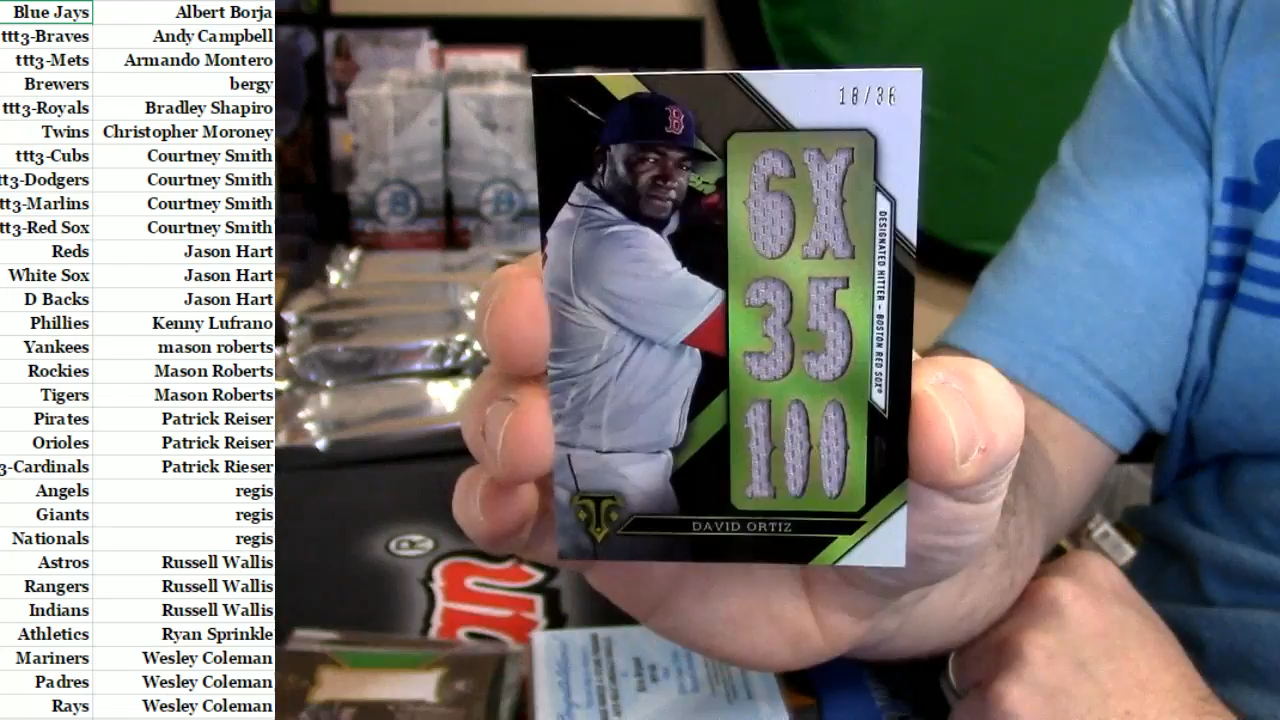 Blue Jays Albert Borja
ttt3-Braves Andy Campbell
ttt3-Mets Armando Montero
Brewers bergy
ttt3-Royals Bradley Shapiro
Twins Christopher Moroney
ttt3-Cubs Courtney Smith
tt3-Dodgers Courtney Smith
tt3-Marlins Courtney Smith
tt3-Red Sox Courtney Smith
Reds Jason Hart
White Sox Jason Hart
D Backs Jason Hart
Phillies Kenny Lufrano
Yankees mason roberts
Rockies Mason Roberts
Tigers Mason Roberts
Pirates Patrick Reiser
Orioles Patrick Reiser
3-Cardinals Patrick Rieser
Angels regis
Giants regis
Nationals regis
Astros Russell Wallis
Rangers Russell Wallis
Indians Russell Wallis
Athletics Ryan Sprinkle
Mariners Wesley Coleman
Padres Wesley Coleman
Rays Wesley Coleman
18/36
B
6X
35
100
DESIGNATED HITTER - BOSTON RED SOX®
DAVID ORTIZ